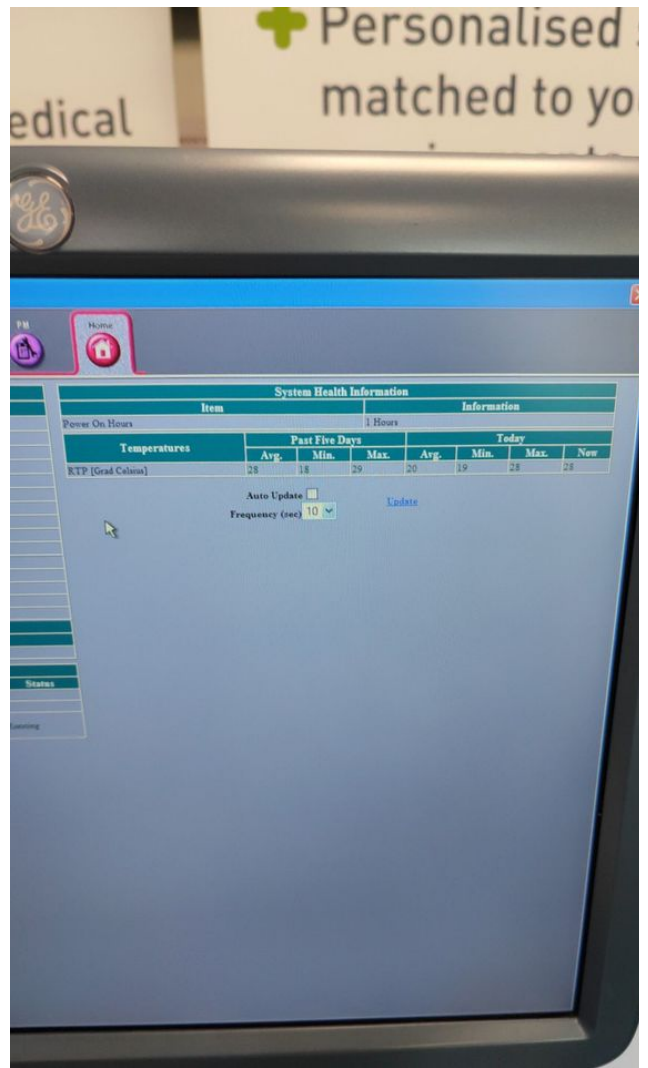 Personalised
edical
matched to yo
GE
PM
Home
System Health Information
Item Information
Power On Hours 1 Hours
Temperatures Past Five Days Today
Avg. Min. Max. Avg. Min. Max. Now
RTP [Grad Celsius] 28 18 29 20 19 28 28
Auto Update Update
Frequency (sec) 10
Status
Running